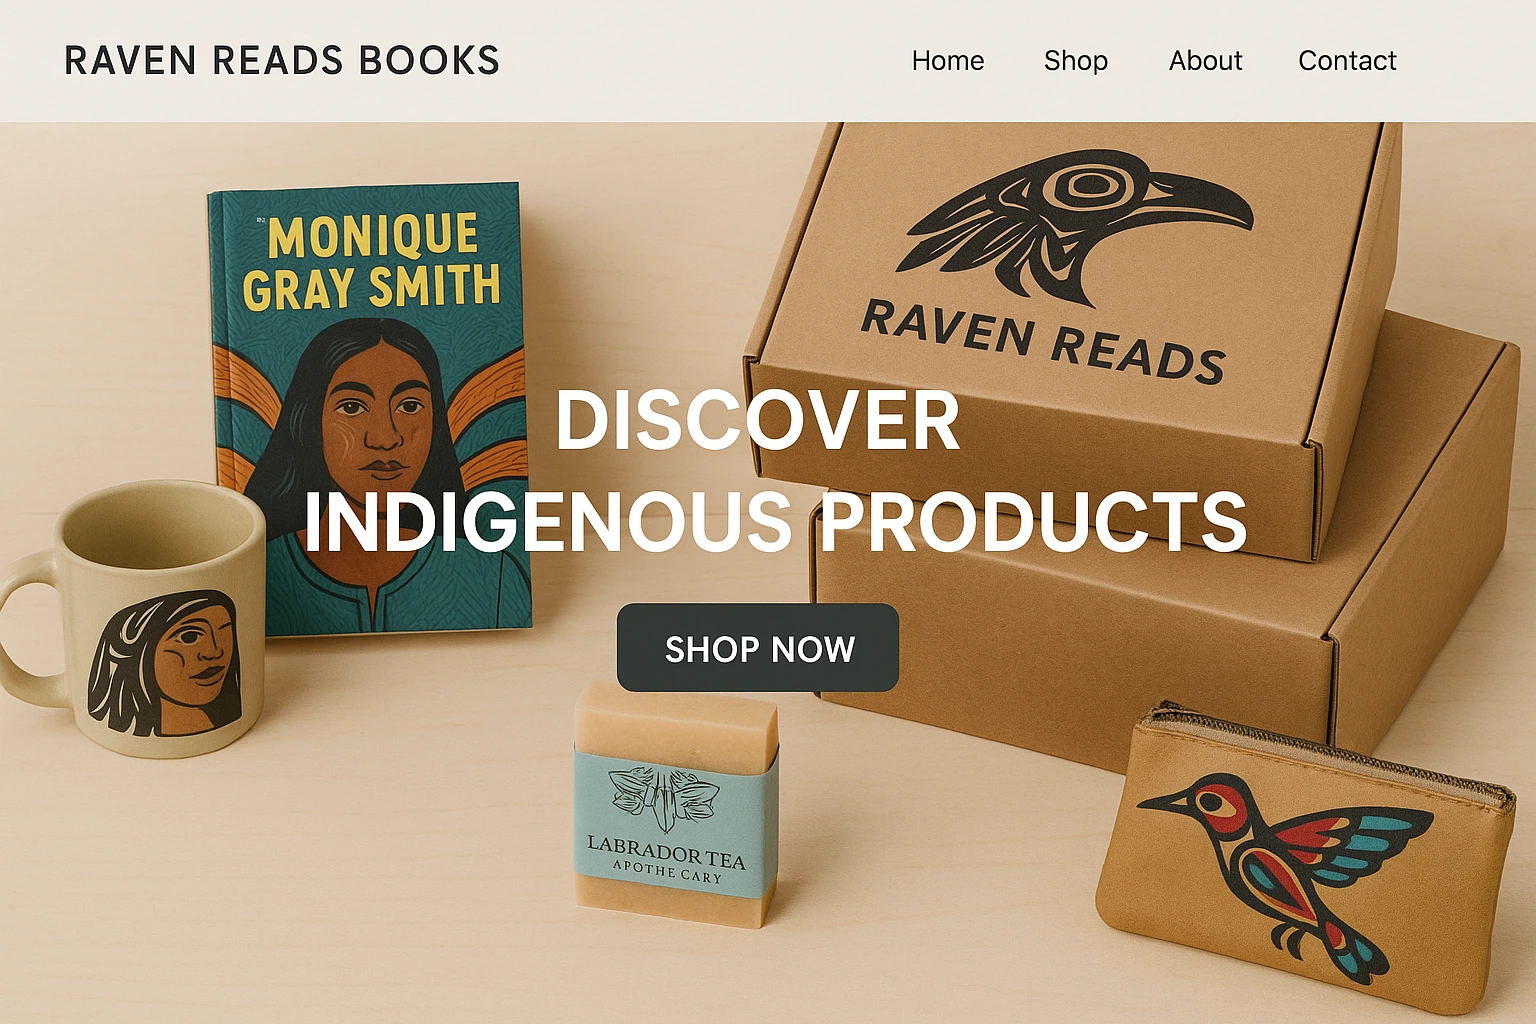 RAVEN READS BOOKS
Home Shop About Contact
MONIQUE
GRAY SMITH
RAVEN READS
DISCOVER
INDIGENOUS PRODUCTS
SHOP NOW
LABRADOR TEA
APOTHE CARY